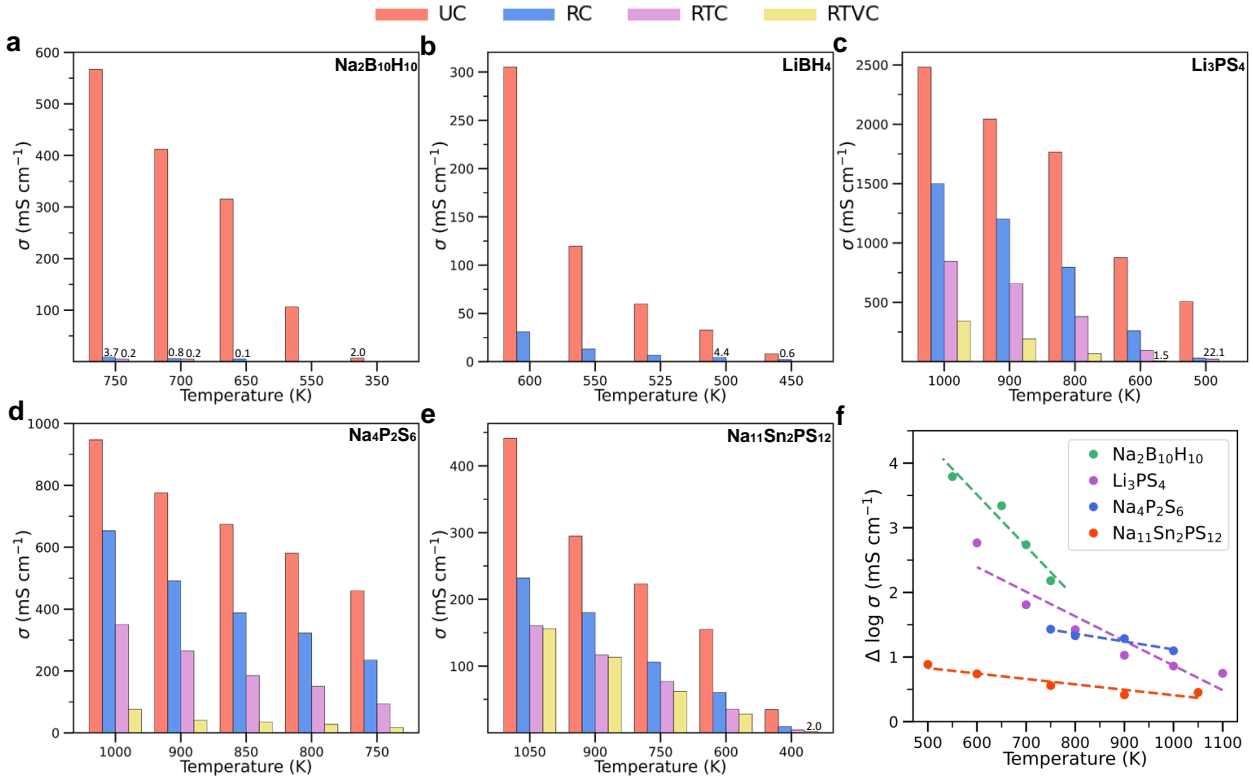 UC RC RTC RTVC
a
Na2B10H10
σ (mS cm−1)
600
500
400
300
200
100
3.7 0.2 0.8 0.2 0.1 2.0
750 700 650 550 350
Temperature (K)
b
LiBH4
σ (mS cm−1)
300
250
200
150
100
50
0
4.4 0.6
600 550 525 500 450
Temperature (K)
c
Li3PS4
σ (mS cm−1)
2500
2000
1500
1000
500
1.5 22.1
1000 900 800 600 500
Temperature (K)
d
Na4P2S6
σ (mS cm−1)
1000
800
600
400
200
0
1000 900 850 800 750
Temperature (K)
e
Na11Sn2PS12
σ (mS cm−1)
400
300
200
100
2.0
1050 900 750 600 400
Temperature (K)
f
Na2B10H10
Li3PS4
Na4P2S6
Na11Sn2PS12
Δ log σ (mS cm−1)
4
3
2
1
0
500 600 700 800 900 1000 1100
Temperature (K)